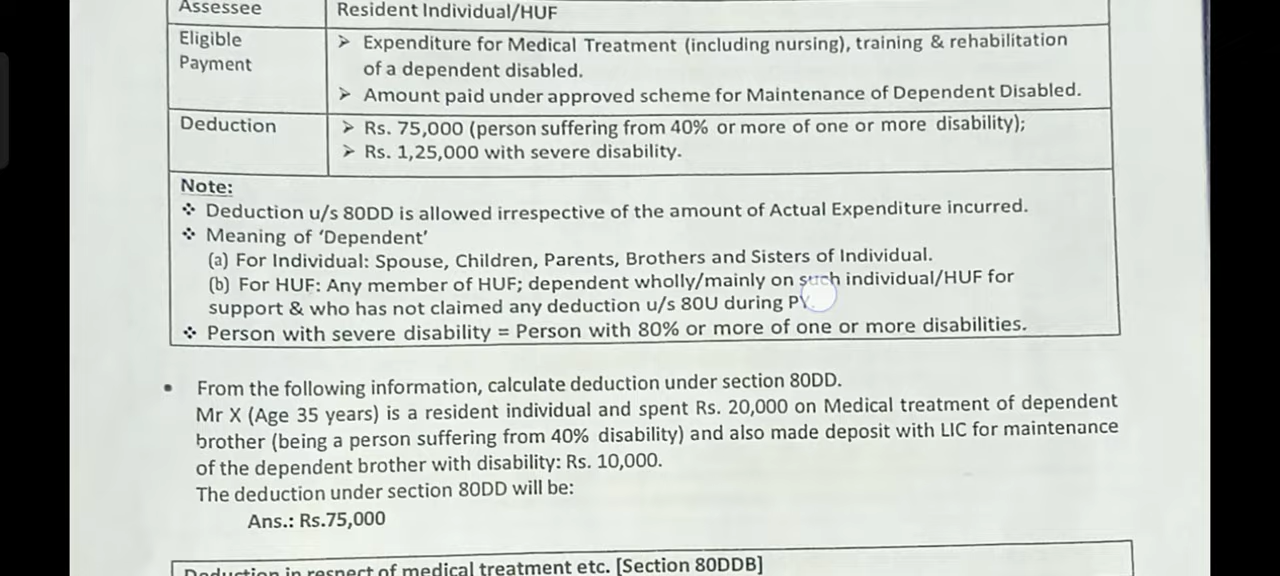 Assessee Resident Individual/HUF
Eligible Payment
➢ Expenditure for Medical Treatment (including nursing), training & rehabilitation
of a dependent disabled.
➢ Amount paid under approved scheme for Maintenance of Dependent Disabled.
Deduction ➢ Rs. 75,000 (person suffering from 40% or more of one or more disability);
➢ Rs. 1,25,000 with severe disability.
Note:
❖ Deduction u/s 80DD is allowed irrespective of the amount of Actual Expenditure incurred.
❖ Meaning of ‘Dependent’
(a) For Individual: Spouse, Children, Parents, Brothers and Sisters of Individual.
(b) For HUF: Any member of HUF; dependent wholly/mainly on such individual/HUF for
support & who has not claimed any deduction u/s 80U during PY.
❖ Person with severe disability = Person with 80% or more of one or more disabilities.
• From the following information, calculate deduction under section 80DD.
Mr X (Age 35 years) is a resident individual and spent Rs. 20,000 on Medical treatment of dependent
brother (being a person suffering from 40% disability) and also made deposit with LIC for maintenance
of the dependent brother with disability: Rs. 10,000.
The deduction under section 80DD will be:
Ans.: Rs.75,000
Deduction in respect of medical treatment etc. [Section 80DDB]